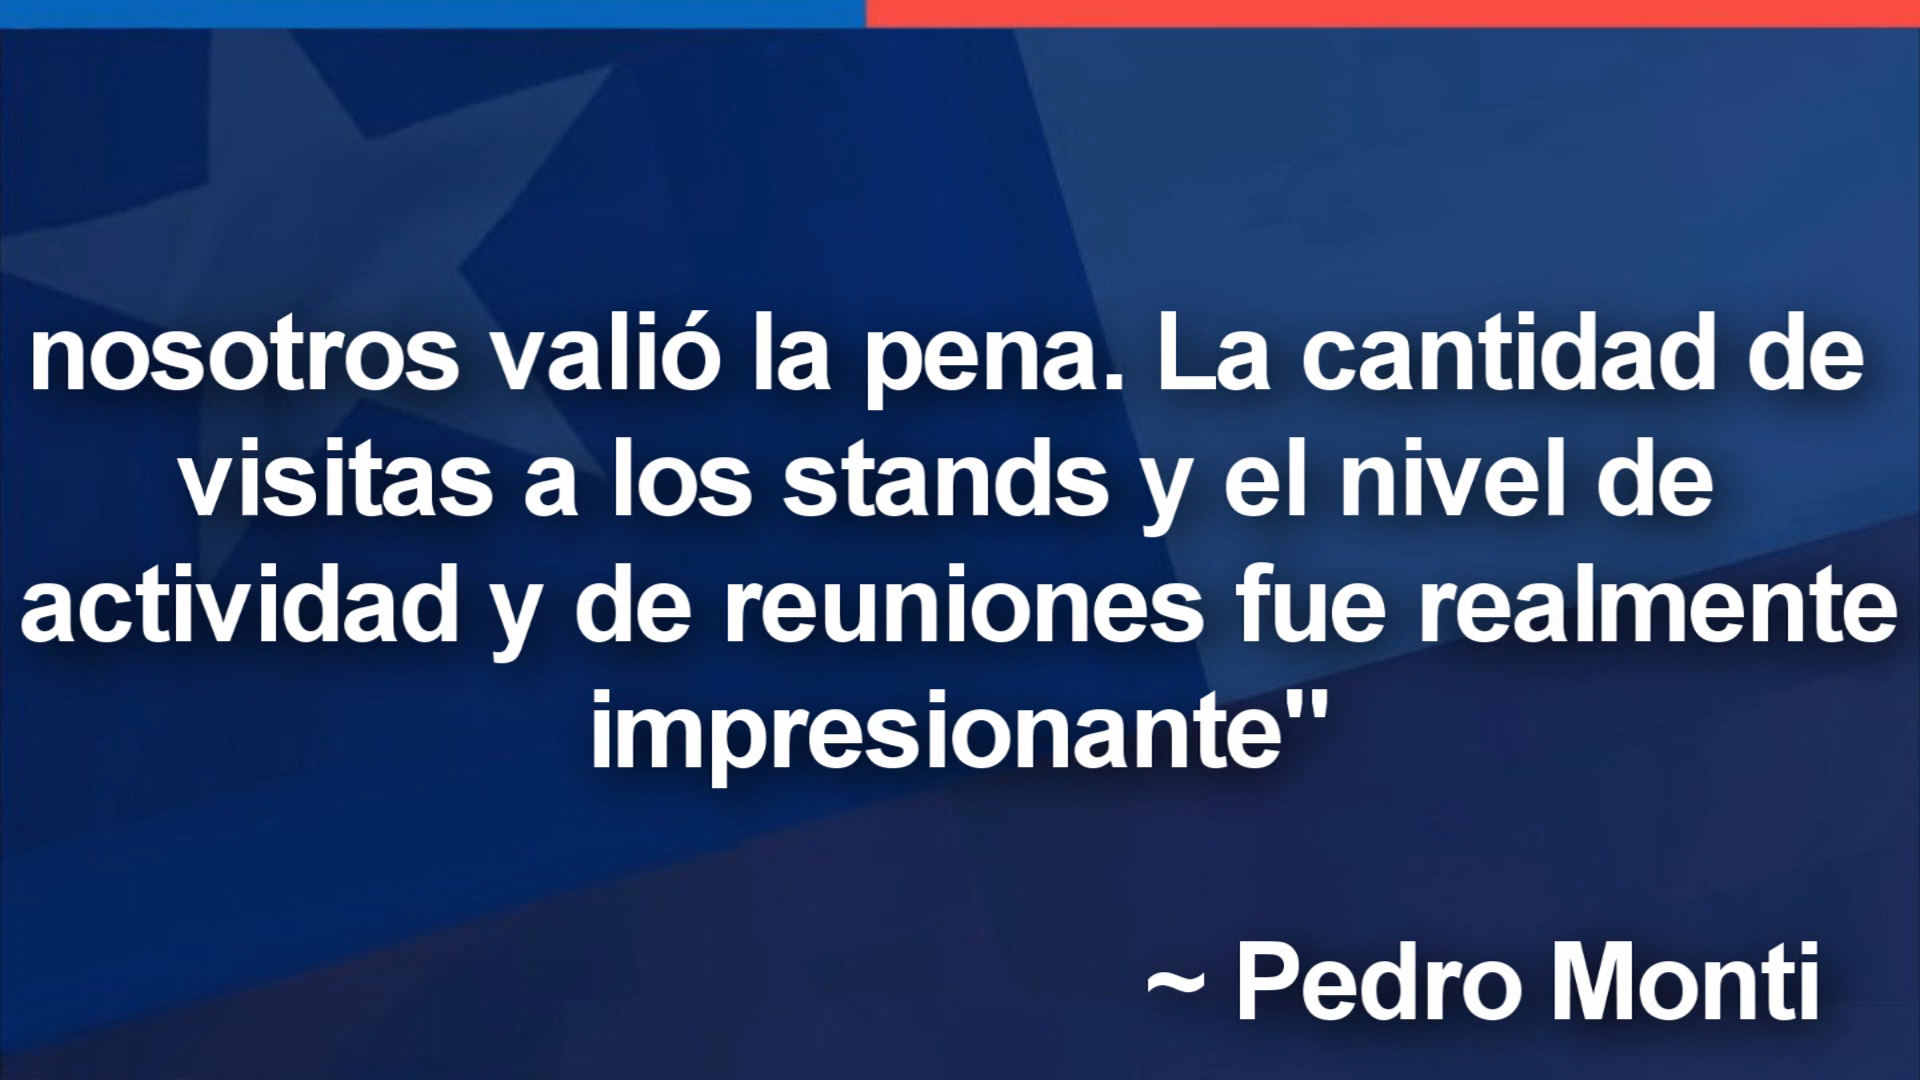 nosotros valió la pena. La cantidad de
visitas a los stands y el nivel de
actividad y de reuniones fue realmente
impresionante"
~ Pedro Monti